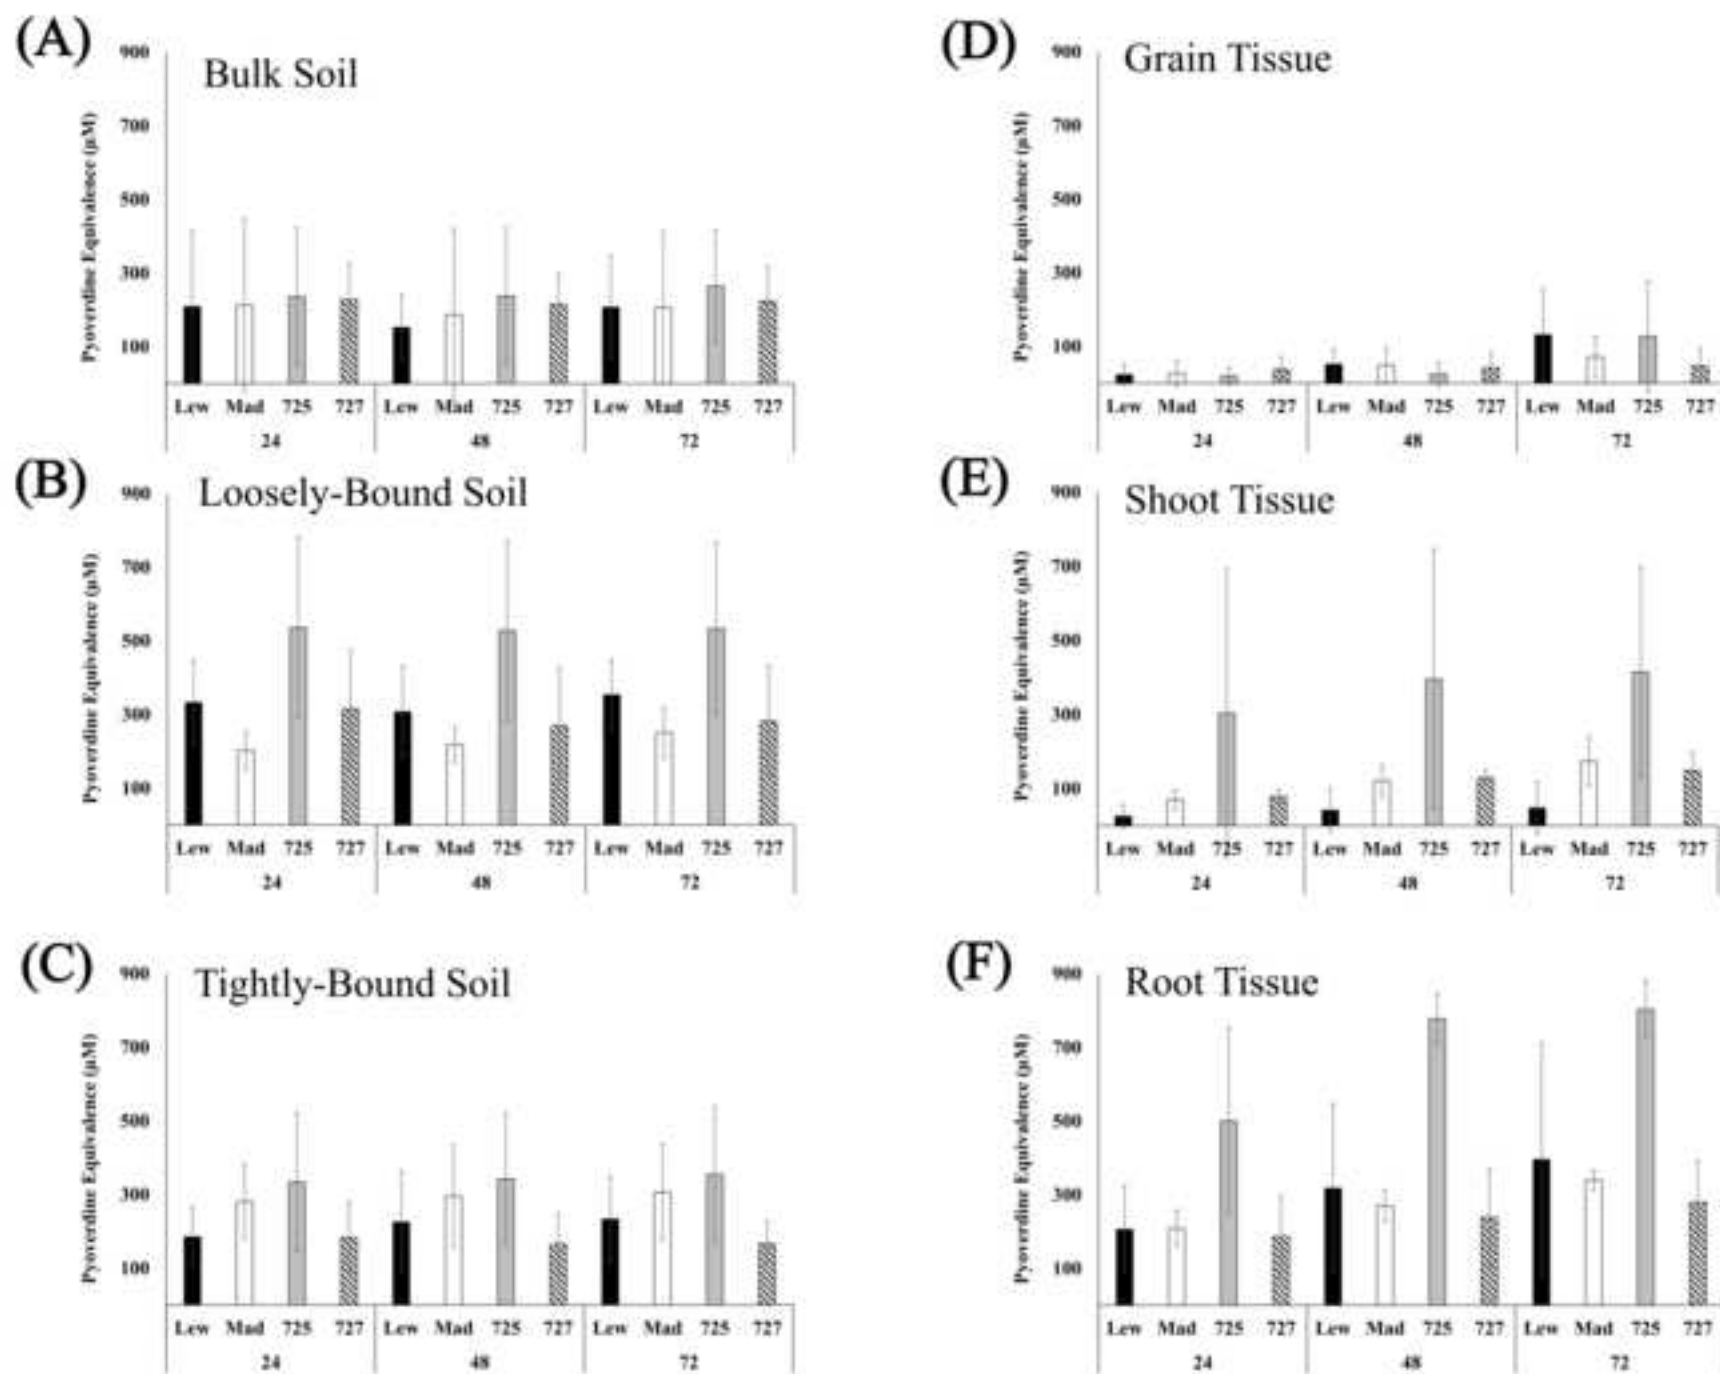 (A)
Bulk Soil
Pyoverdine Equivalence (µM)
900
700
500
300
100
Lew Mad 725 727 Lew Mad 725 727 Lew Mad 725 727
24 48 72
(B)
Loosely-Bound Soil
Pyoverdine Equivalence (µM)
900
700
500
300
100
Lew Mad 725 727 Lew Mad 725 727 Lew Mad 725 727
24 48 72
(C)
Tightly-Bound Soil
Pyoverdine Equivalence (µM)
900
700
500
300
100
Lew Mad 725 727 Lew Mad 725 727 Lew Mad 725 727
24 48 72
(D)
Grain Tissue
Pyoverdine Equivalence (µM)
900
700
500
300
100
Lew Mad 725 727 Lew Mad 725 727 Lew Mad 725 727
24 48 72
(E)
Shoot Tissue
Pyoverdine Equivalence (µM)
900
700
500
300
100
Lew Mad 725 727 Lew Mad 725 727 Lew Mad 725 727
24 48 72
(F)
Root Tissue
Pyoverdine Equivalence (µM)
900
700
500
300
100
Lew Mad 725 727 Lew Mad 725 727 Lew Mad 725 727
24 48 72